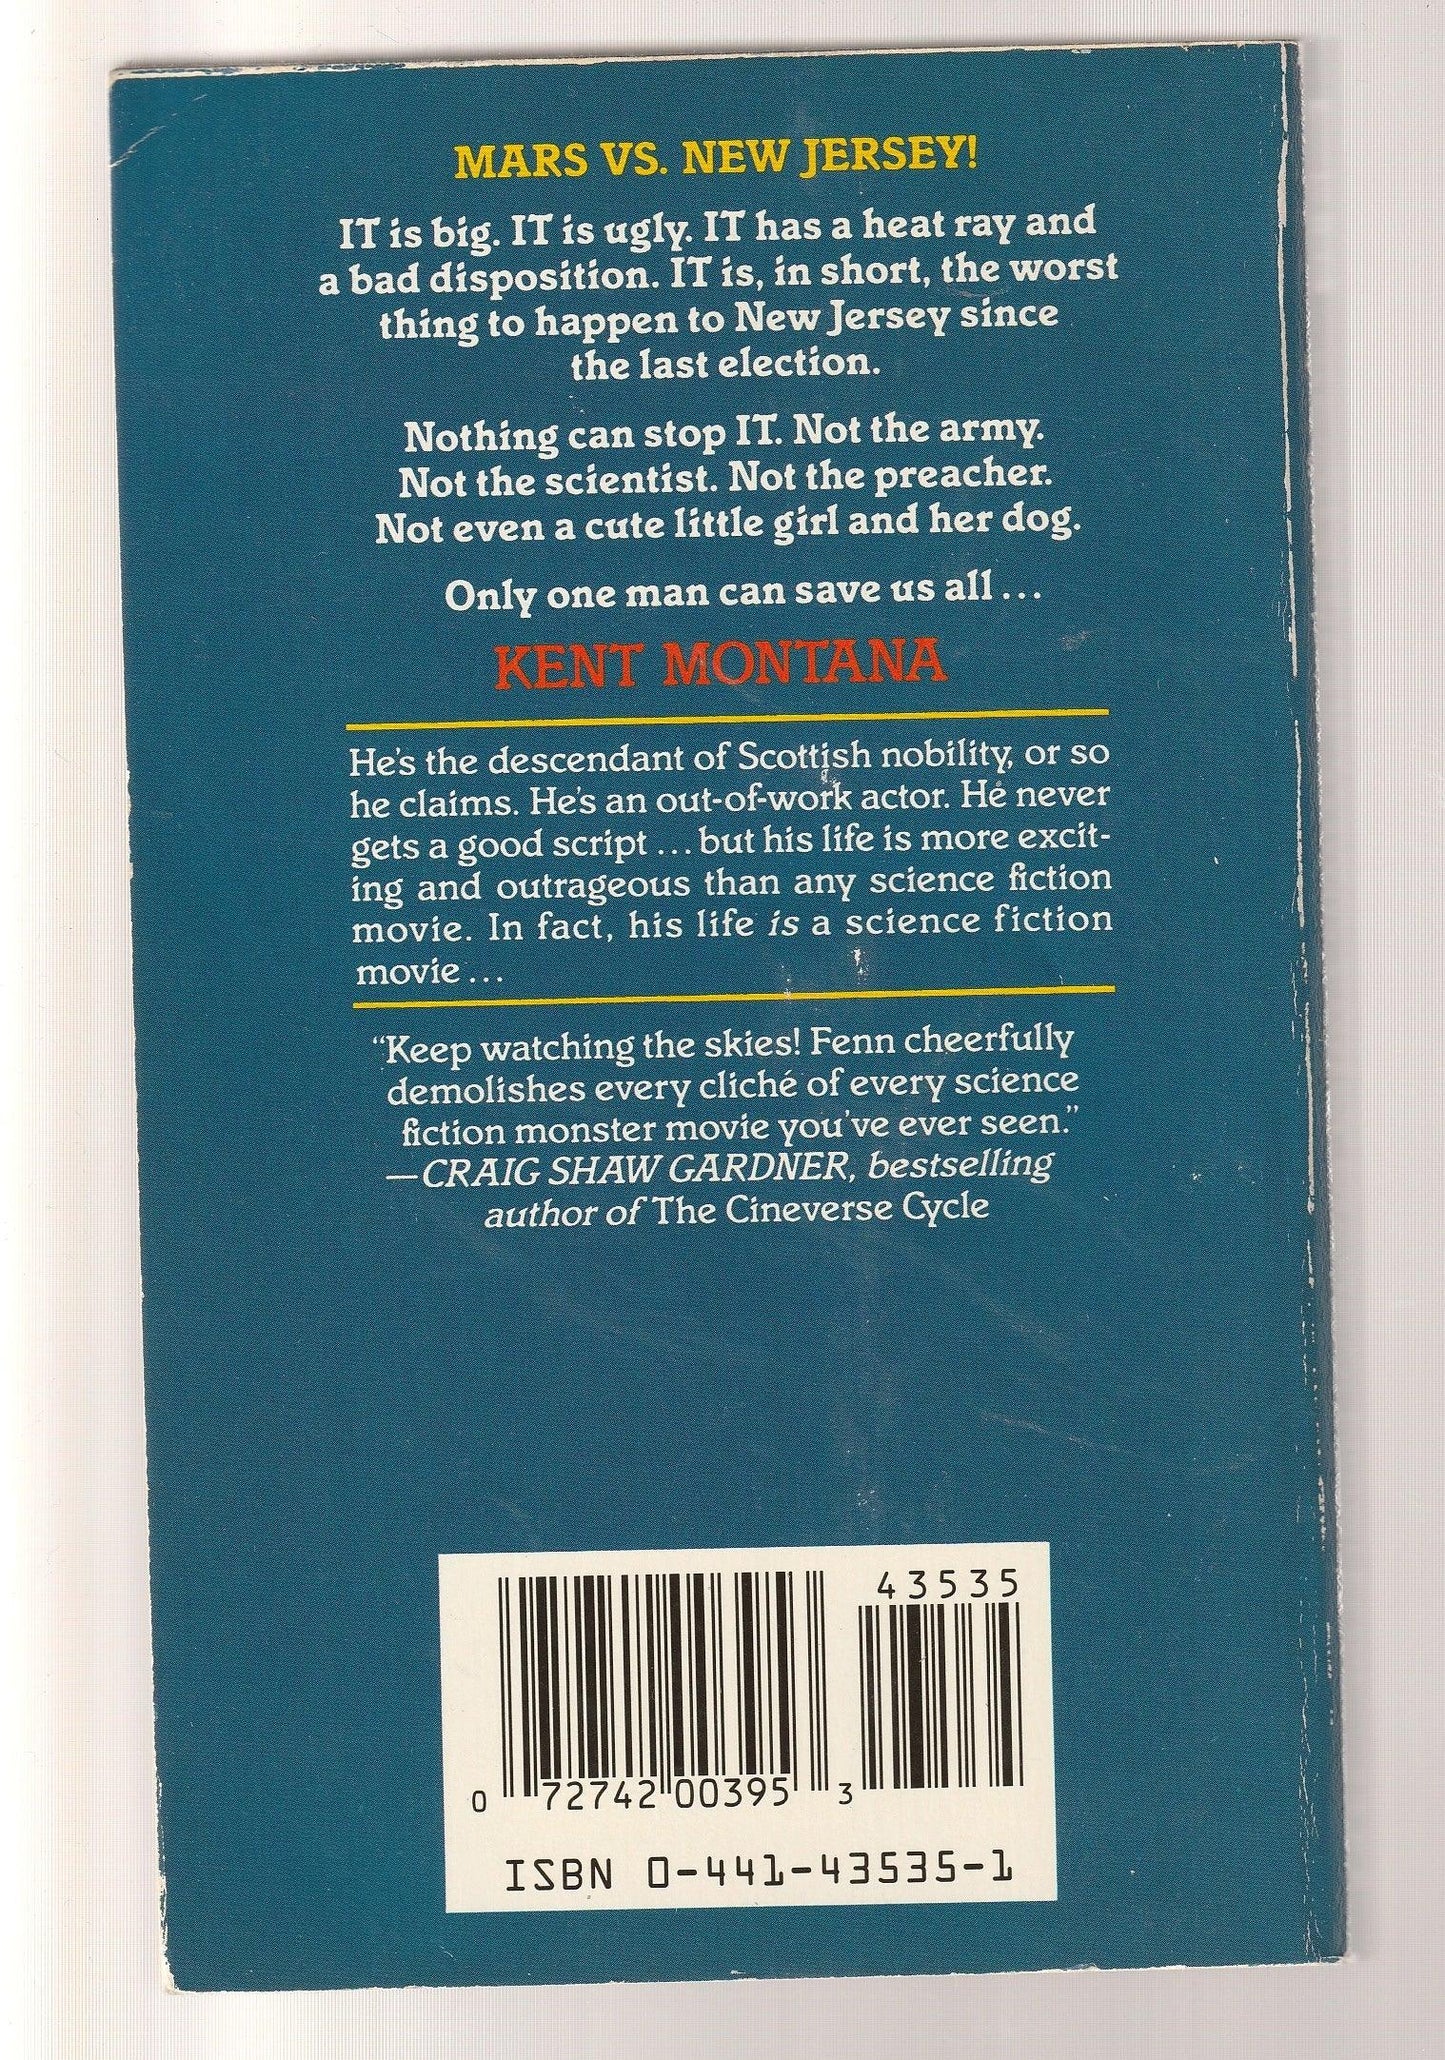 MARS VS. NEW JERSEY!
IT is big. IT is ugly. IT has a heat ray and
a bad disposition. IT is, in short, the worst
thing to happen to New Jersey since
the last election.
Nothing can stop IT. Not the army.
Not the scientist. Not the preacher.
Not even a cute little girl and her dog.
Only one man can save us all...
KENT MONTANA
He's the descendant of Scottish nobility, or so
he claims. He's an out-of-work actor. He never
gets a good script...but his life is more excit-
ing and outrageous than any science fiction
movie. In fact, his life is a science fiction
movie...
"Keep watching the skies! Fenn cheerfully
demolishes every cliché of every science
fiction monster movie you've ever seen."
—CRAIG SHAW GARDNER, bestselling
author of The Cineverse Cycle
43535
0 72742 00395 3
ISBN 0-441-43535-1